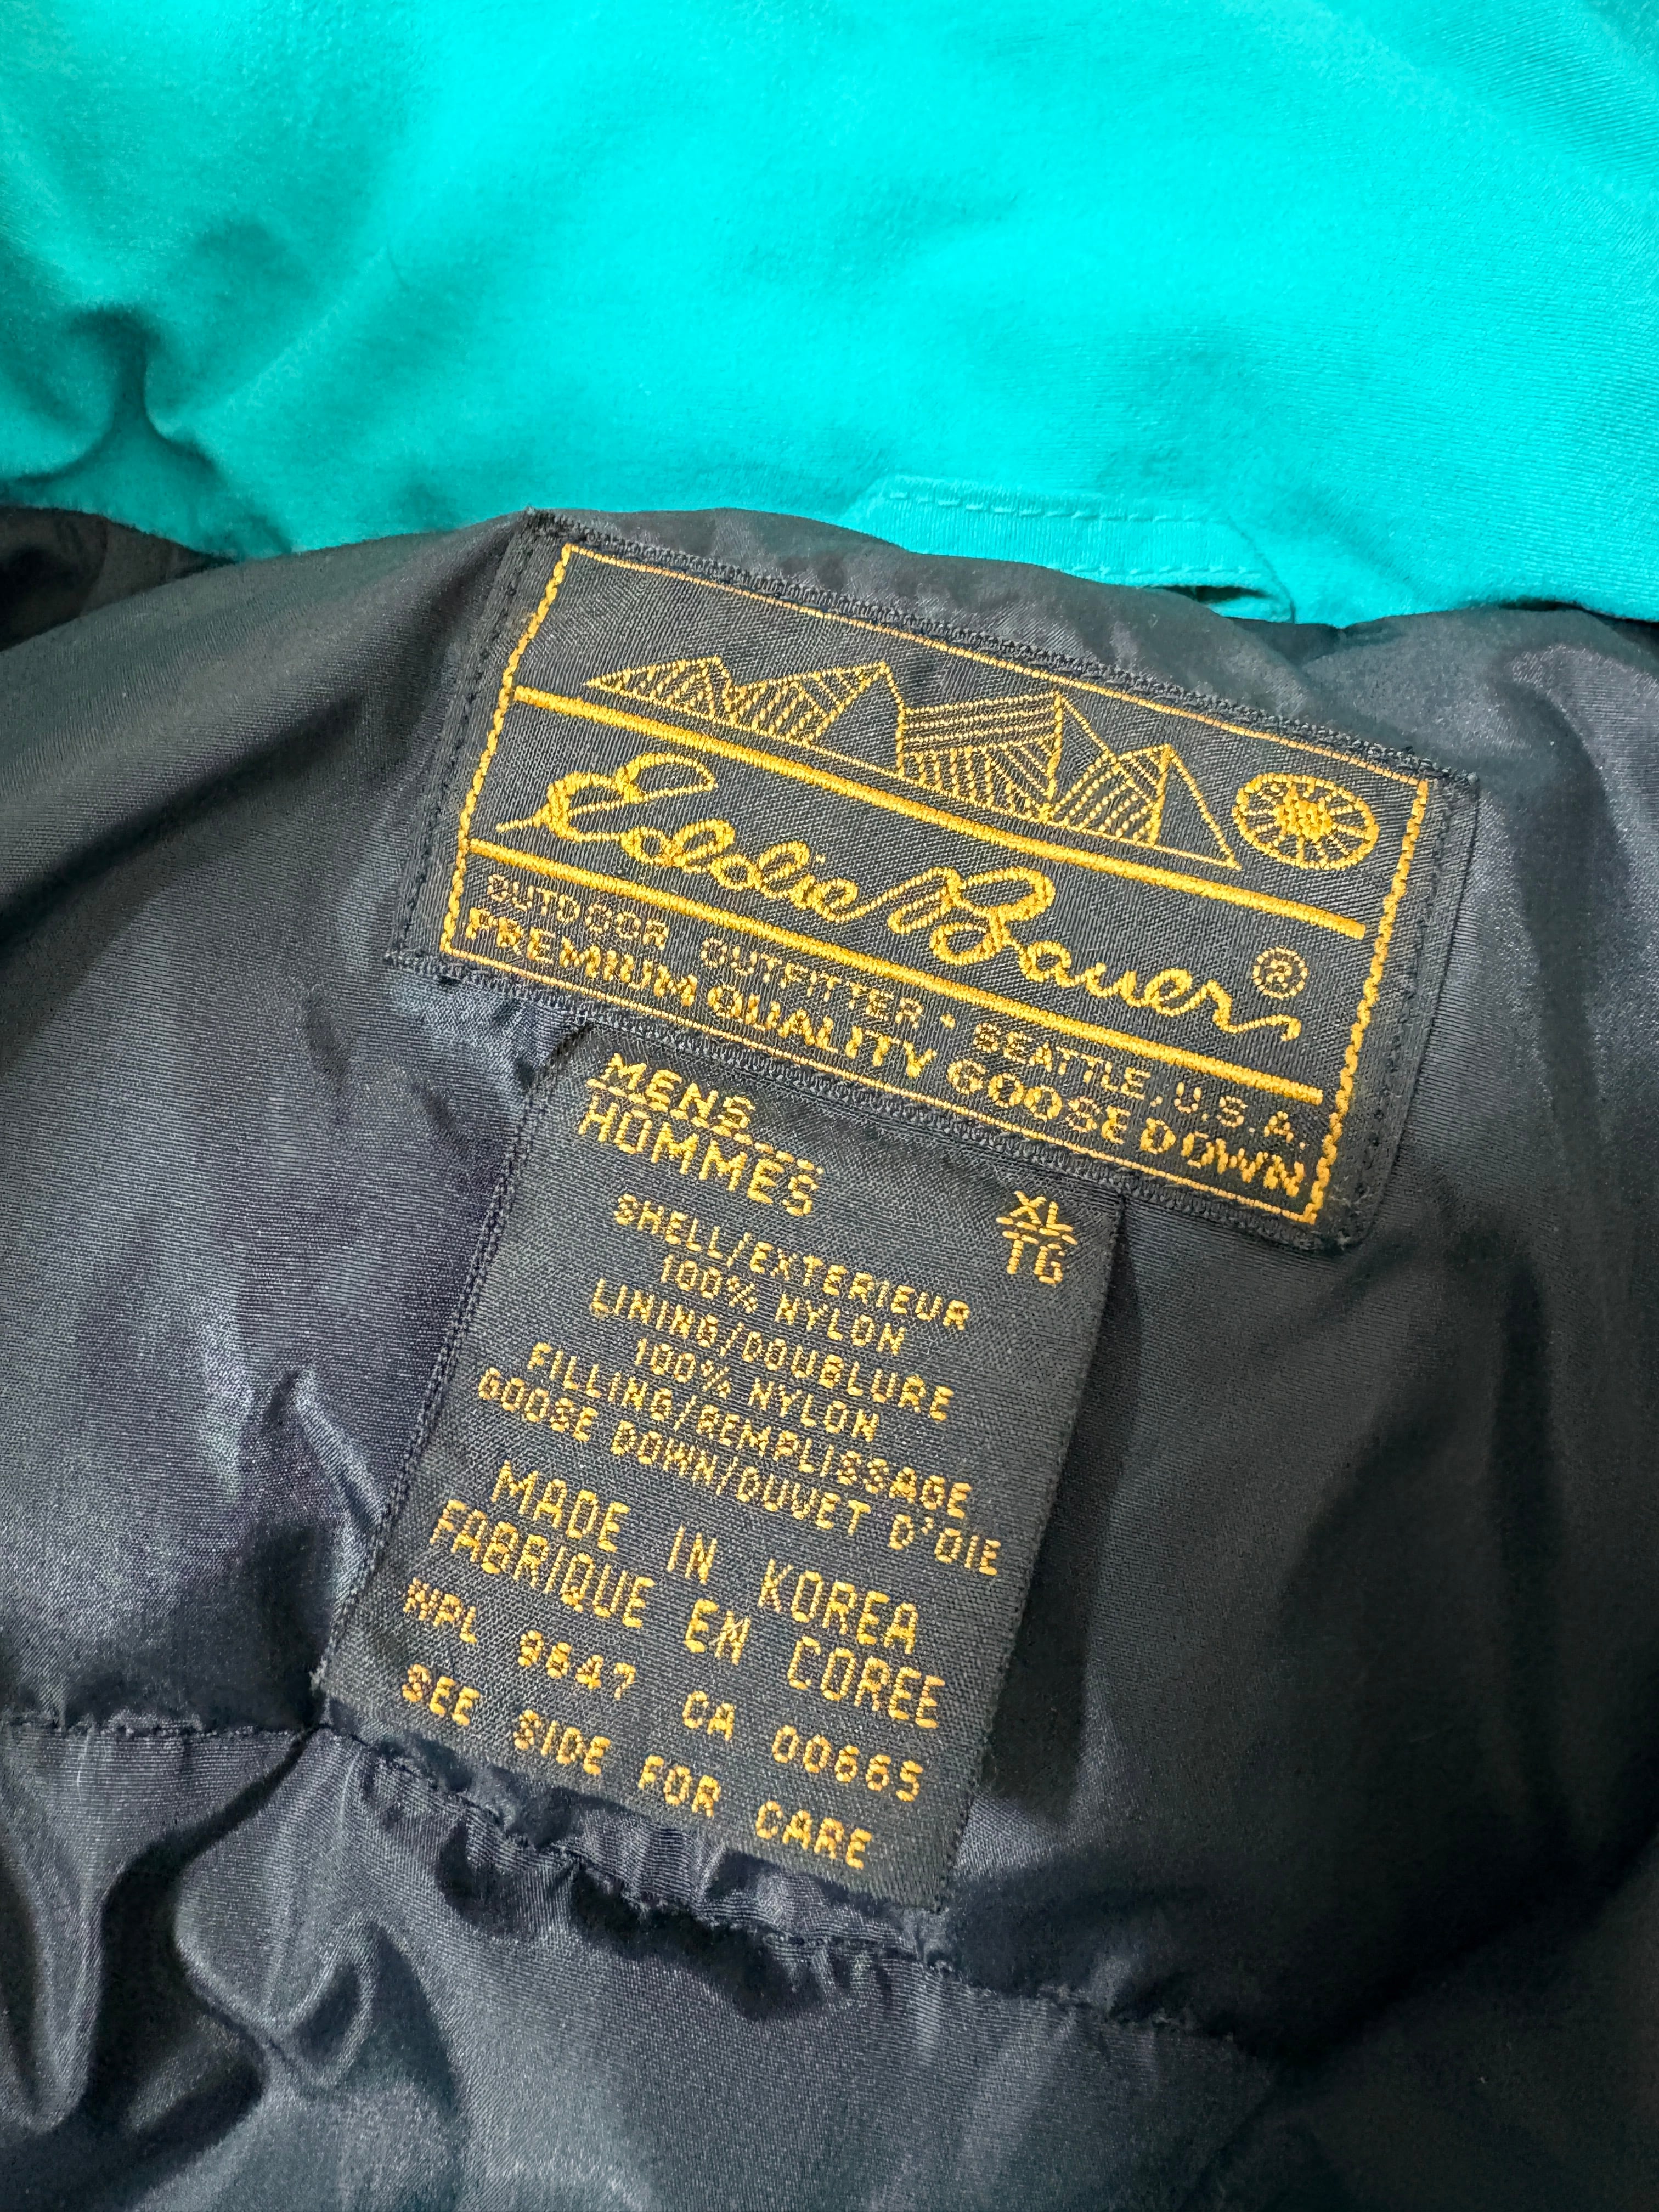 Eddie Bauer ®
OUTDOOR OUTFITTER • SEATTLE, U.S.A.
PREMIUM QUALITY GOOSE DOWN
MENS
HOMMES
XL
TG
SHELL/EXTERIEUR
100% NYLON
LINING/DOUBLURE
100% NYLON
FILLING/REMPLISSAGE
GOOSE DOWN/DUVET D'OIE
MADE IN KOREA
FABRIQUE EN COREE
WPL 9647 CA 00665
SEE SIDE FOR CARE